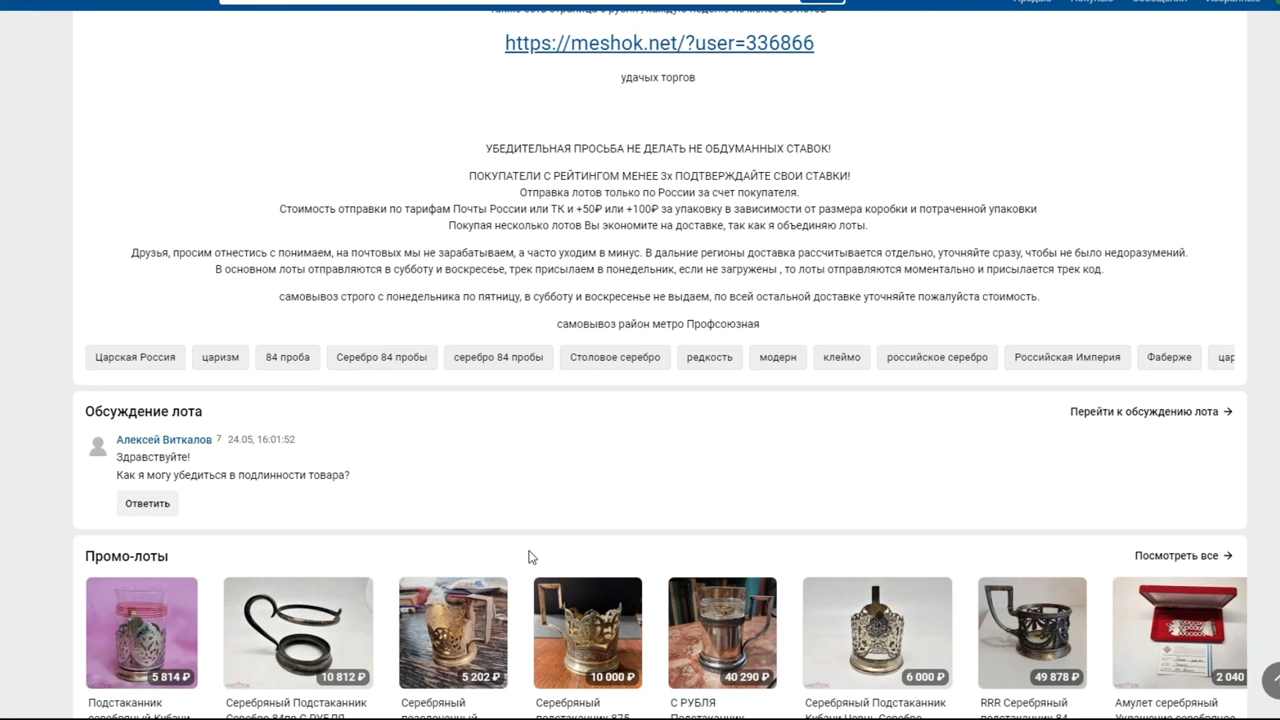 https://meshok.net/?user=336866
удачых торгов
УБЕДИТЕЛЬНАЯ ПРОСЬБА НЕ ДЕЛАТЬ НЕ ОБДУМАННЫХ СТАВОК!
ПОКУПАТЕЛИ С РЕЙТИНГОМ МЕНЕЕ 3х ПОДТВЕРЖДАЙТЕ СВОИ СТАВКИ!
Отправка лотов только по России за счет покупателя.
Стоимость отправки по тарифам Почты России или ТК и +50₽ или +100₽ за упаковку в зависимости от размера коробки и потраченной упаковки
Покупая несколько лотов Вы экономите на доставке, так как я объединяю лоты.
Друзья, просим отнестись с понимаем, на почтовых мы не зарабатываем, а часто уходим в минус. В дальние регионы доставка рассчитывается отдельно, уточняйте сразу, чтобы не было недоразумений.
В основном лоты отправляются в субботу и воскресеье, трек присылаем в понедельник, если не загружены , то лоты отправляются моментально и присылается трек код.
самовывоз строго с понедельника по пятницу, в субботу и воскресенье не выдаем, по всей остальной доставке уточняйте пожалуйста стоимость.
самовывоз район метро Профсоюзная
Царская Россия царизм 84 проба Серебро 84 пробы серебро 84 пробы Столовое серебро редкость модерн клеймо российское серебро Российская Империя Фаберже цар
Обсуждение лота Перейти к обсуждению лота →
Алексей Виткалов 7 24.05, 16:01:52
Здравствуйте!
Как я могу убедиться в подлинности товара?
Ответить
Промо-лоты Посмотреть все →
5 814 ₽ 10 812 ₽ 5 202 ₽ 10 000 ₽ 40 290 ₽ 6 000 ₽ 49 878 ₽ 2 040
Подстаканник Серебряный Подстаканник Серебряный Серебряный С РУБЛЯ Серебряный Подстаканник RRR Серебряный Амулет серебряный